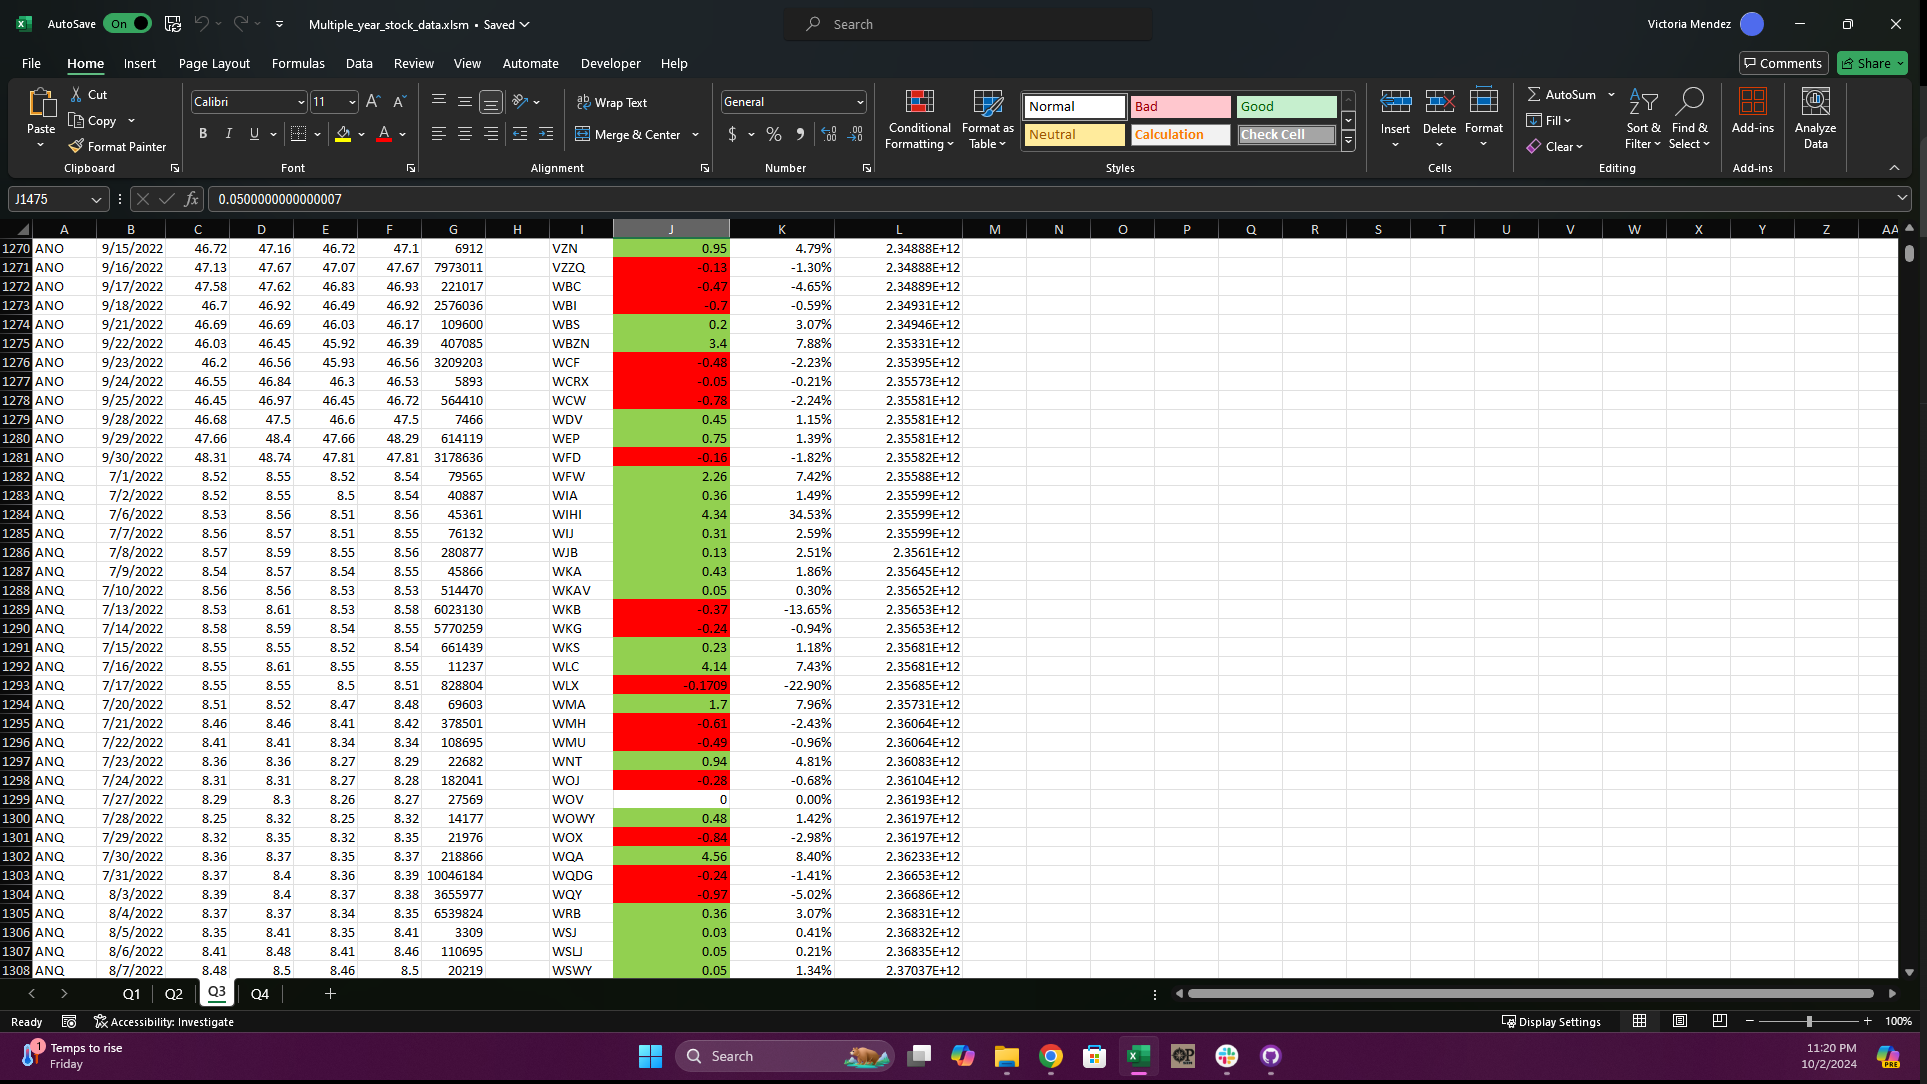 AutoSave On Multiple_year_stock_data.xlsm • Saved Search Victoria Mendez
File Home Insert Page Layout Formulas Data Review View Automate Developer Help Comments Share
Paste Cut Copy Format Painter Clipboard
Calibri 11 B I U Font
Wrap Text Merge & Center Alignment
General $ % 9 Number
Conditional Formatting Format as Table
Normal Bad Good
Neutral Calculation Check Cell
Styles
Insert Delete Format Cells
AutoSum Fill Clear Sort & Filter Find & Select Editing
Add-ins Add-ins
Analyze Data
J1475 fx 0.0500000000000007
A B C D E F G H I J K L M N O P Q R S T U V W X Y Z AA
1270 ANO 9/15/2022 46.72 47.16 46.72 47.1 6912 VZN 0.95 4.79% 2.34888E+12
1271 ANO 9/16/2022 47.13 47.67 47.07 47.67 7973011 VZZQ -0.13 -1.30% 2.34888E+12
1272 ANO 9/17/2022 47.58 47.62 46.83 46.93 221017 WBC -0.47 -4.65% 2.34889E+12
1273 ANO 9/18/2022 46.7 46.92 46.49 46.92 2576036 WBI -0.7 -0.59% 2.34931E+12
1274 ANO 9/21/2022 46.69 46.69 46.03 46.17 109600 WBS 0.2 3.07% 2.34946E+12
1275 ANO 9/22/2022 46.03 46.45 45.92 46.39 407085 WBZN 3.4 7.88% 2.35331E+12
1276 ANO 9/23/2022 46.2 46.56 45.93 46.56 3209203 WCF -0.48 -2.23% 2.35395E+12
1277 ANO 9/24/2022 46.55 46.84 46.3 46.53 5893 WCRX -0.05 -0.21% 2.35573E+12
1278 ANO 9/25/2022 46.45 46.97 46.45 46.72 564410 WCW -0.78 -2.24% 2.35581E+12
1279 ANO 9/28/2022 46.68 47.5 46.6 47.5 7466 WDV 0.45 1.15% 2.35581E+12
1280 ANO 9/29/2022 47.66 48.4 47.66 48.29 614119 WEP 0.75 1.39% 2.35581E+12
1281 ANO 9/30/2022 48.31 48.74 47.81 47.81 3178636 WFD -0.16 -1.82% 2.35582E+12
1282 ANQ 7/1/2022 8.52 8.55 8.52 8.54 79565 WFW 2.26 7.42% 2.35588E+12
1283 ANQ 7/2/2022 8.52 8.55 8.5 8.54 40887 WIA 0.36 1.49% 2.35599E+12
1284 ANQ 7/6/2022 8.53 8.56 8.51 8.56 45361 WIHI 4.34 34.53% 2.35599E+12
1285 ANQ 7/7/2022 8.56 8.57 8.51 8.55 76132 WIJ 0.31 2.59% 2.35599E+12
1286 ANQ 7/8/2022 8.57 8.59 8.55 8.56 280877 WJB 0.13 2.51% 2.3561E+12
1287 ANQ 7/9/2022 8.54 8.57 8.54 8.55 45866 WKA 0.43 1.86% 2.35645E+12
1288 ANQ 7/10/2022 8.56 8.56 8.53 8.53 514470 WKAV 0.05 0.30% 2.35652E+12
1289 ANQ 7/13/2022 8.53 8.61 8.53 8.58 6023130 WKB -0.37 -13.65% 2.35653E+12
1290 ANQ 7/14/2022 8.58 8.59 8.54 8.55 5770259 WKG -0.24 -0.94% 2.35653E+12
1291 ANQ 7/15/2022 8.55 8.55 8.52 8.54 661439 WKS 0.23 1.18% 2.35681E+12
1292 ANQ 7/16/2022 8.55 8.61 8.55 8.55 11237 WLC 4.14 7.43% 2.35681E+12
1293 ANQ 7/17/2022 8.55 8.55 8.5 8.51 828804 WLX -0.1709 -22.90% 2.35685E+12
1294 ANQ 7/20/2022 8.51 8.52 8.47 8.48 69603 WMA 1.7 7.96% 2.35731E+12
1295 ANQ 7/21/2022 8.46 8.46 8.41 8.42 378501 WMH -0.61 -2.43% 2.36064E+12
1296 ANQ 7/22/2022 8.41 8.41 8.34 8.34 108695 WMU -0.49 -0.96% 2.36064E+12
1297 ANQ 7/23/2022 8.36 8.36 8.27 8.29 22682 WNT 0.94 4.81% 2.36083E+12
1298 ANQ 7/24/2022 8.31 8.31 8.27 8.28 182041 WOJ -0.28 -0.68% 2.36104E+12
1299 ANQ 7/27/2022 8.29 8.3 8.26 8.27 27569 WOV 0 0.00% 2.36193E+12
1300 ANQ 7/28/2022 8.25 8.32 8.25 8.32 14177 WOWY 0.48 1.42% 2.36197E+12
1301 ANQ 7/29/2022 8.32 8.35 8.32 8.35 21976 WOX -0.84 -2.98% 2.36197E+12
1302 ANQ 7/30/2022 8.36 8.37 8.35 8.37 218866 WQA 4.56 8.40% 2.36233E+12
1303 ANQ 7/31/2022 8.37 8.4 8.36 8.39 10046184 WQDG -0.24 -1.41% 2.36653E+12
1304 ANQ 8/3/2022 8.39 8.4 8.37 8.38 3655977 WQY -0.97 -5.02% 2.36686E+12
1305 ANQ 8/4/2022 8.37 8.37 8.34 8.35 6539824 WRB 0.36 3.07% 2.36831E+12
1306 ANQ 8/5/2022 8.35 8.41 8.35 8.41 3309 WSJ 0.03 0.41% 2.36832E+12
1307 ANQ 8/6/2022 8.41 8.48 8.41 8.46 110695 WSLJ 0.05 0.21% 2.36835E+12
1308 ANQ 8/7/2022 8.48 8.5 8.46 8.5 20219 WSWY 0.05 1.34% 2.37037E+12
Q1 Q2 Q3 Q4
Ready Accessibility: Investigate Display Settings 100%
1 Temps to rise
Friday
Search
11:20 PM
10/2/2024
PRE